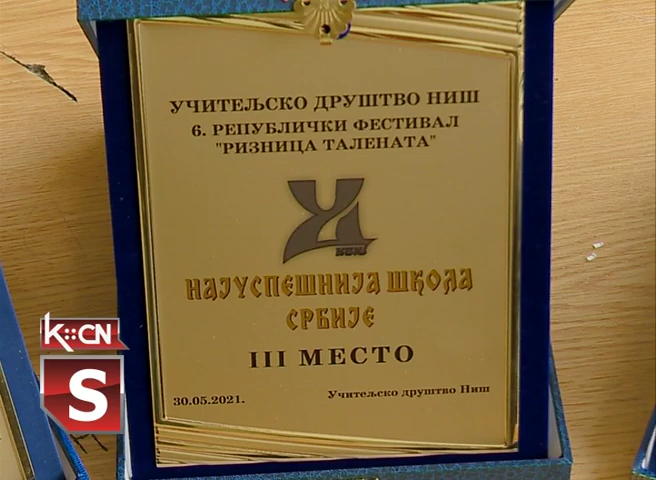 УЧИТЕЉСКО ДРУШТВО НИШ
6. РЕПУБЛИЧКИ ФЕСТИВАЛ
"РИЗНИЦА ТАЛЕНАТА"
НАЈУСПЕШНИЈА ШКОЛА
СРБИЈЕ
III МЕСТО
30.05.2021. Учитељско друштво Ниш
K::CN
S